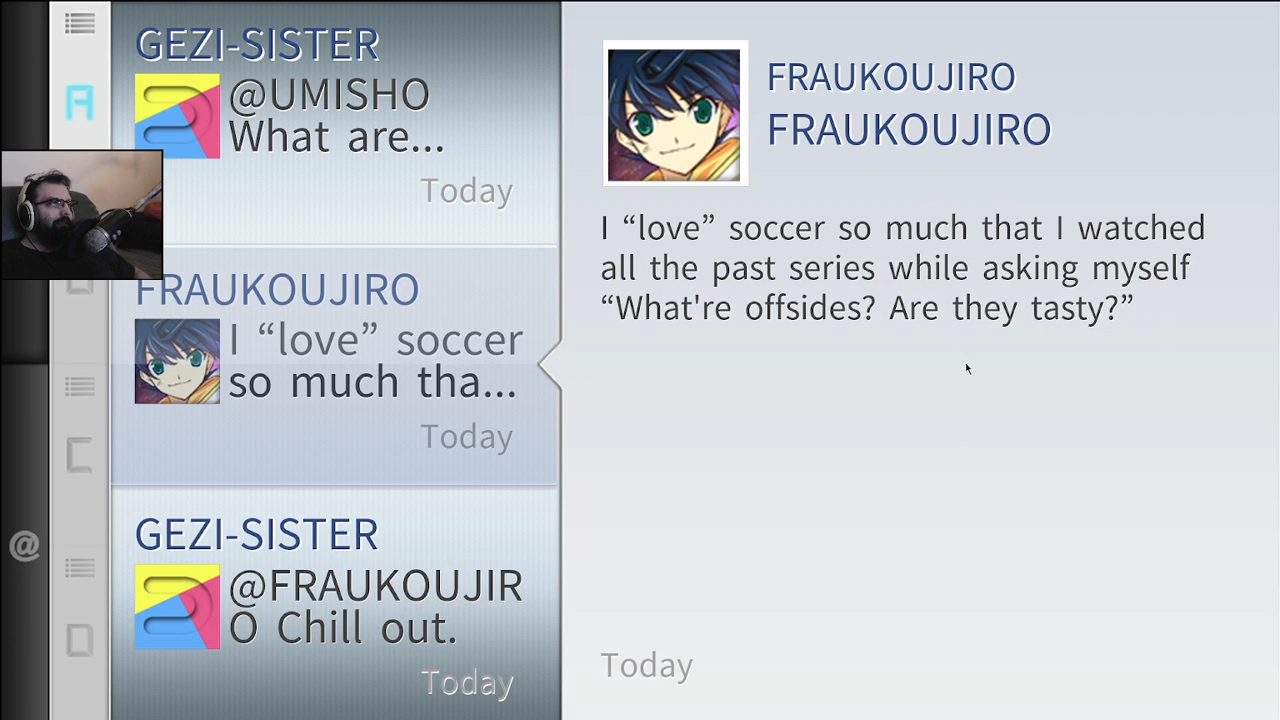 A
C
D
@
GEZI-SISTER
@UMISHO
What are...
Today
FRAUKOUJIRO
I “love” soccer
so much tha...
Today
GEZI-SISTER
@FRAUKOUJIR
O Chill out.
Today
FRAUKOUJIRO
FRAUKOUJIRO
I “love” soccer so much that I watched
all the past series while asking myself
“What're offsides? Are they tasty?”
Today